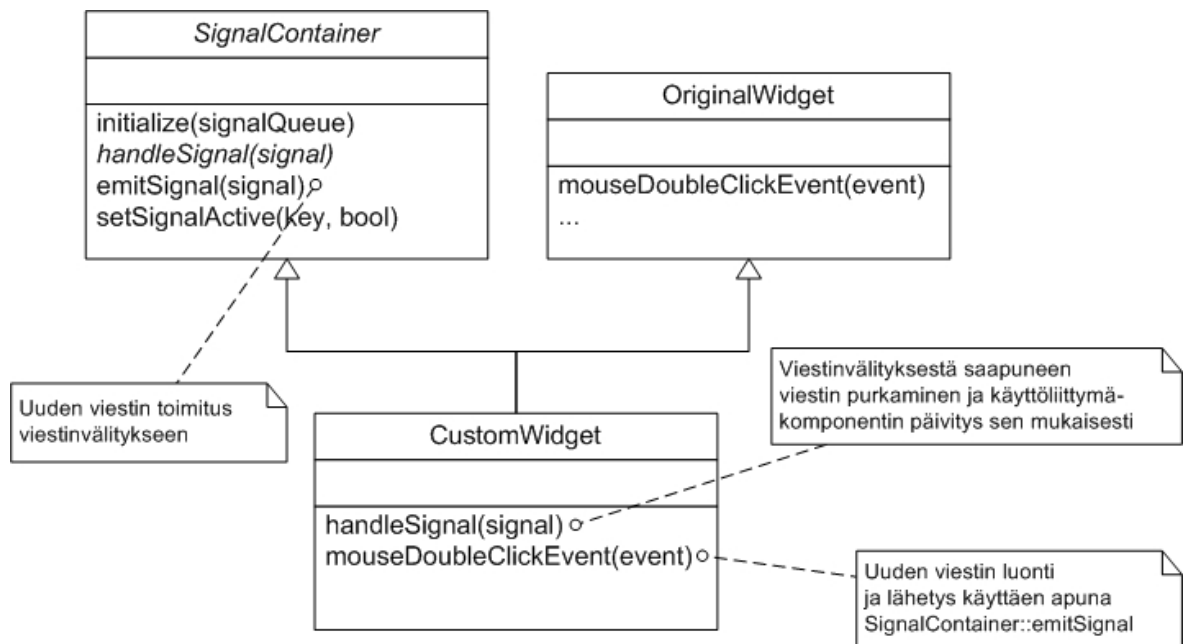 SignalContainer
initialize(signalQueue)
handleSignal(signal)
emitSignal(signal)
setSignalActive(key, bool)
OriginalWidget
mouseDoubleClickEvent(event)
...
Uuden viestin toimitus
viestinvälitykseen
Viestinvälityksestä saapuneen
viestin purkaminen ja käyttöliittymä-
komponentin päivitys sen mukaisesti
CustomWidget
handleSignal(signal)
mouseDoubleClickEvent(event)
Uuden viestin luonti
ja lähetys käyttäen apuna
SignalContainer::emitSignal